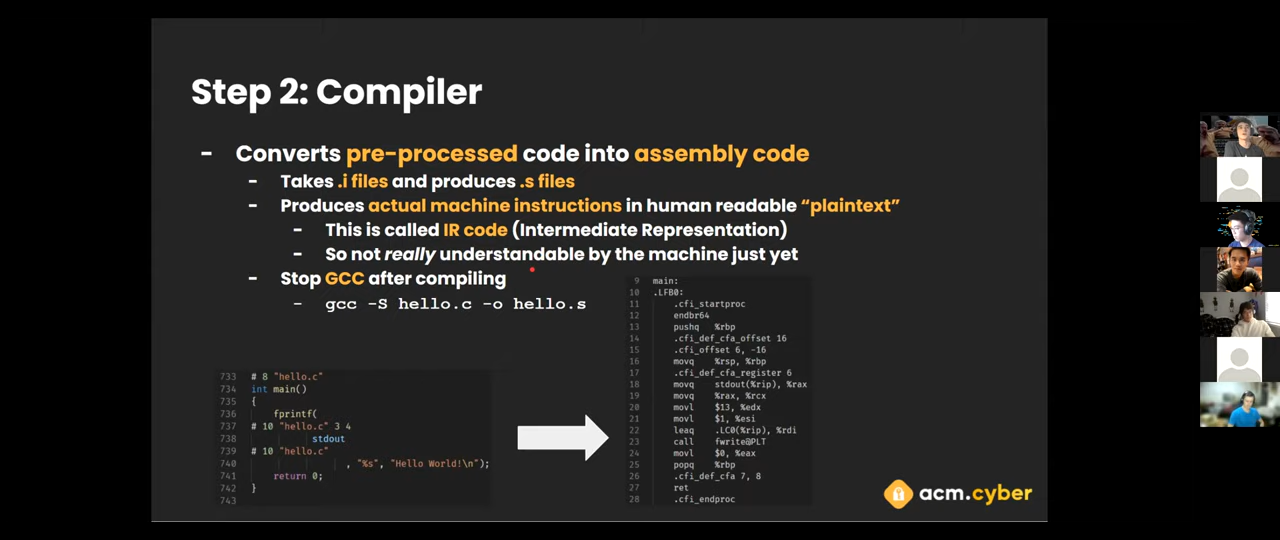 Step 2: Compiler
- Converts pre-processed code into assembly code
- Takes .i files and produces .s files
- Produces actual machine instructions in human readable “plaintext”
- This is called IR code (Intermediate Representation)
- So not really understandable by the machine just yet
- Stop GCC after compiling
- gcc -S hello.c -o hello.s
733 # 8 "hello.c"
734 int main()
735 {
736 fprintf(
737 # 10 "hello.c" 3 4
738 stdout
739 # 10 "hello.c"
740 , "%s", "Hello World!\n");
741 return 0;
742 }
743
9 main:
10 .LFB0:
11 .cfi_startproc
12 endbr64
13 pushq %rbp
14 .cfi_def_cfa_offset 16
15 .cfi_offset 6, -16
16 movq %rsp, %rbp
17 .cfi_def_cfa_register 6
18 movq stdout(%rip), %rax
19 movq %rax, %rcx
20 movl $13, %edx
21 movl $1, %esi
22 leaq .LC0(%rip), %rdi
23 call fwrite@PLT
24 movl $0, %eax
25 popq %rbp
26 .cfi_def_cfa 7, 8
27 ret
28 .cfi_endproc
acm.cyber